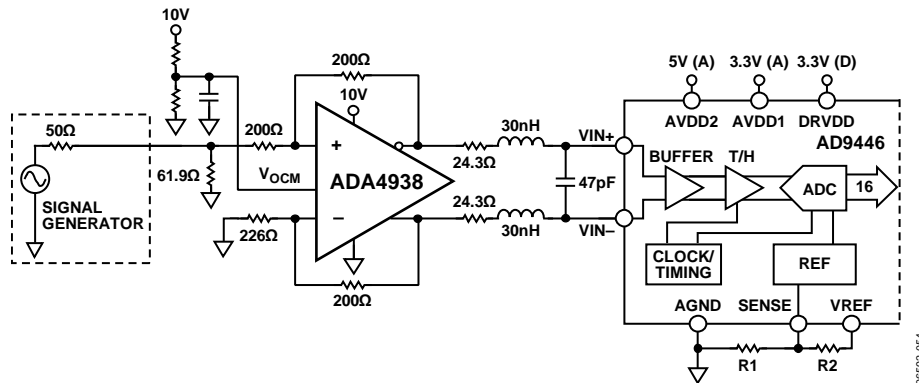 10V
200Ω
5V (A)
3.3V (A)
3.3V (D)
50Ω
10V
30nH
AVDD2
AVDD1
DRVDD
200Ω
VIN+
AD9446
24.3Ω
BUFFER
T/H
61.9Ω
VOCM
ADA4938
47pF
ADC
16
24.3Ω
SIGNAL
GENERATOR
226Ω
30nH
VIN–
CLOCK/
TIMING
REF
200Ω
AGND
SENSE
VREF
R1
R2